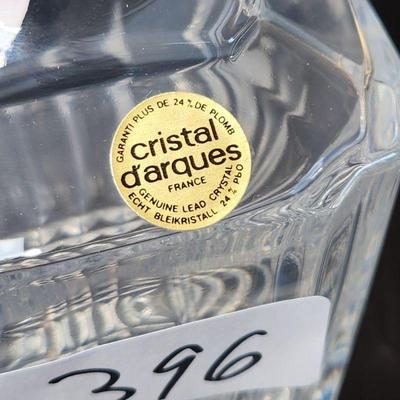 GARANTI PLUS DE 24% DE PLOMB
cristal
d'arques
FRANCE
GENUINE LEAD CRYSTAL
ECHT BLEIKRISTALL 24% PbO
396